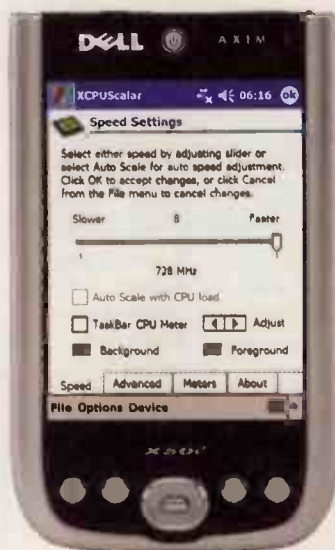 DELL AXIM
XCPUScalar 06:16 ok
Speed Settings
Select either speed by adjusting slider or
select Auto Scale for auto speed adjustment.
Click OK to accept changes, or click Cancel
from the File menu to cancel changes.
Slower 8 Faster
1
728 MHz
Auto Scale with CPU load
TaskBar CPU Meter Adjust
Background Foreground
Speed Advanced Meters About
File Options Device